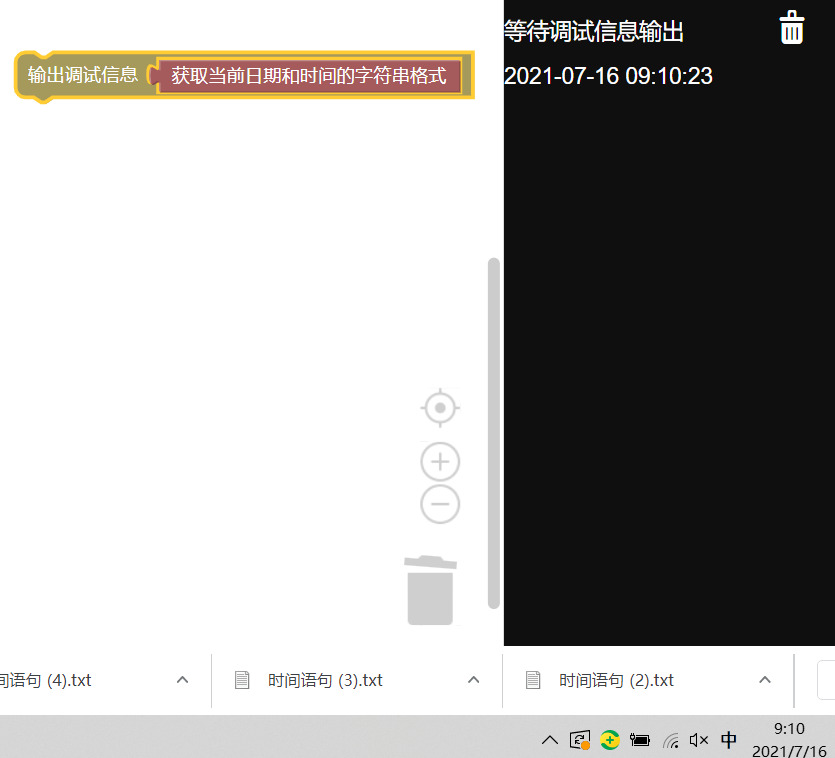 输出调试信息 获取当前日期和时间的字符串格式
等待调试信息输出
2021-07-16 09:10:23
间语句 (4).txt
时间语句 (3).txt
时间语句 (2).txt
中
9:10
2021/7/16